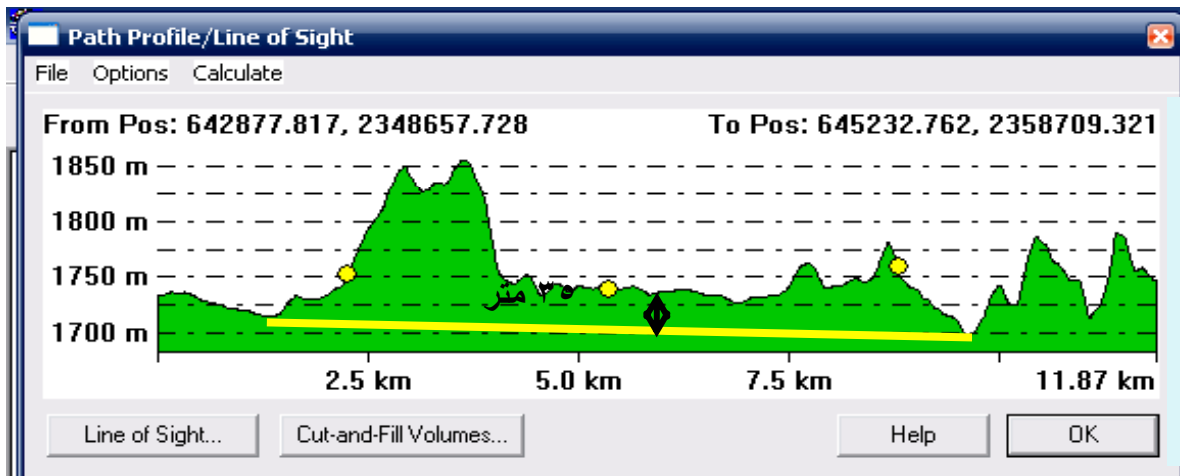 Path Profile/Line of Sight
File Options Calculate
From Pos: 642877.817, 2348657.728 To Pos: 645232.762, 2358709.321
1850 m
1800 m
1750 m
٣٥ متر
1700 m
2.5 km 5.0 km 7.5 km 11.87 km
Line of Sight... Cut-and-Fill Volumes... Help OK